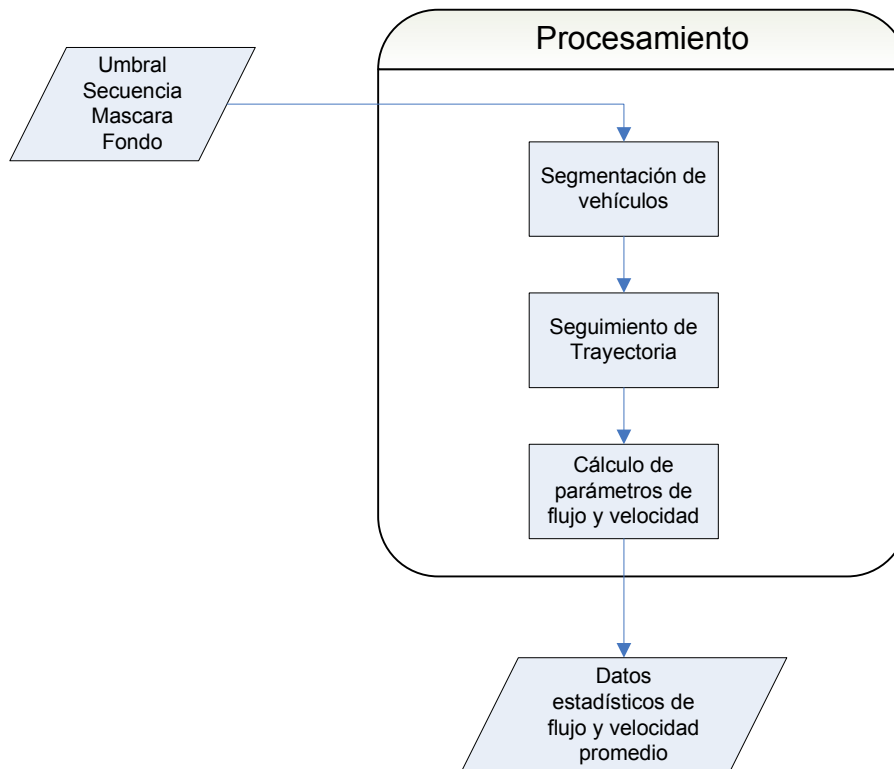 Procesamiento
Umbral
Secuencia
Mascara
Fondo
Segmentación de
vehículos
Seguimiento de
Trayectoria
Cálculo de
parámetros de
flujo y velocidad
Datos
estadísticos de
flujo y velocidad
promedio